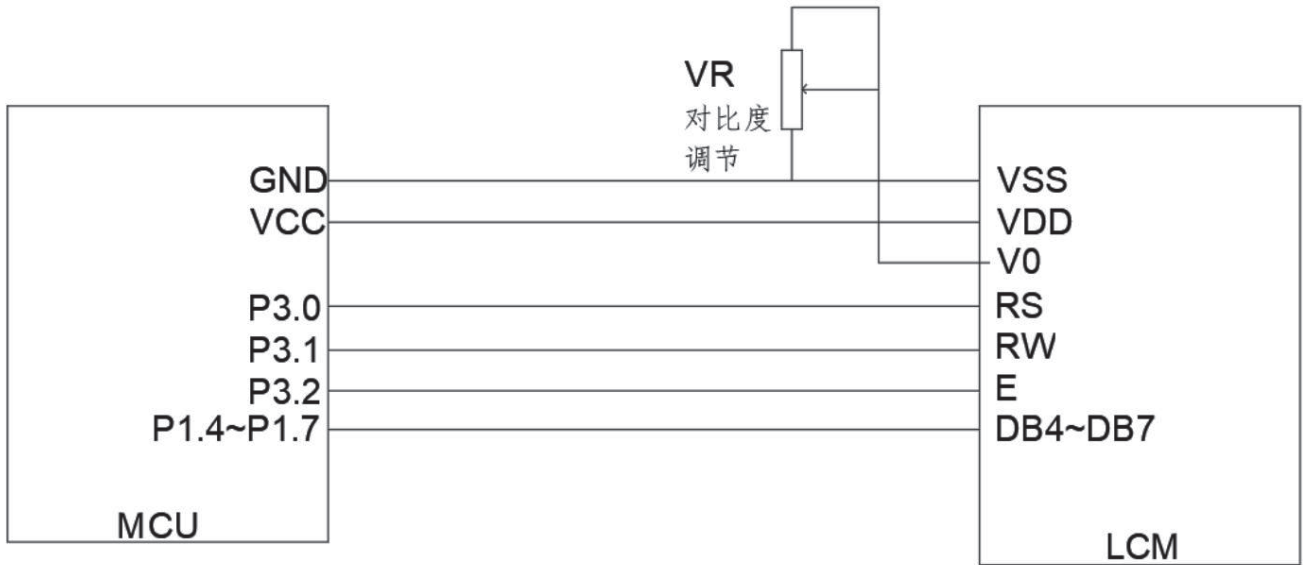 VR
对比度
调节
GND
VCC
P3.0
P3.1
P3.2
P1.4~P1.7
MCU
VSS
VDD
V0
RS
RW
E
DB4~DB7
LCM